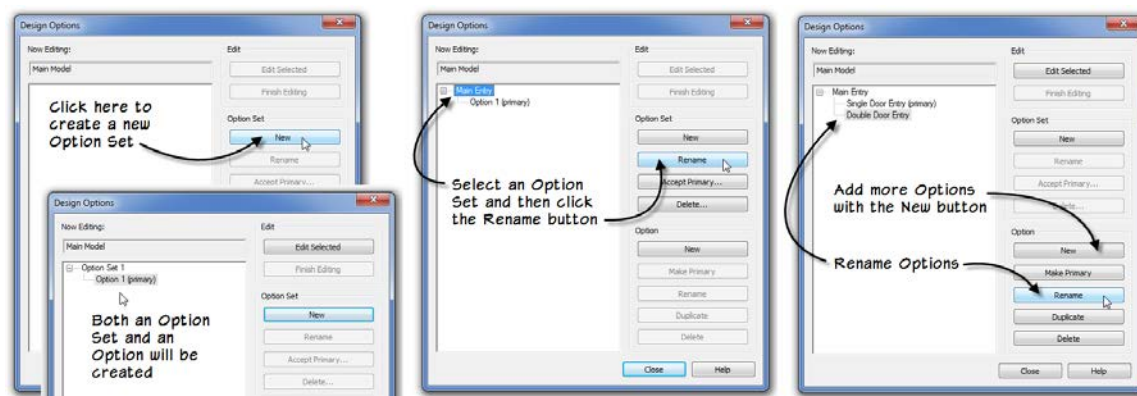 Design Options
Now Editing:
Edit
Main Model
Edit Selected
Finish Editing
Click here to
create a new
Option Set
Option Set
New
Rename
Accept Primary...
Design Options
Now Editing:
Edit
Main Model
Edit Selected
Finish Editing
Option Set 1
Option 1 (primary)
Option Set
New
Rename
Accept Primary...
Delete...
Both an Option
Set and an
Option will be
created
Design Options
Now Editing:
Edit
Main Model
Edit Selected
Finish Editing
Main Entry
Option 1 (primary)
Option Set
New
Rename
Accept Primary...
Delete...
Select an Option
Set and then click
the Rename button
Option
New
Make Primary
Rename
Duplicate
Delete
Close
Help
Design Options
Now Editing:
Edit
Main Model
Edit Selected
Finish Editing
Main Entry
Single Door Entry (primary)
Double Door Entry
Option Set
New
Rename
Accept Primary...
Delete...
Add more Options
with the New button
Option
New
Make Primary
Rename Options
Rename
Duplicate
Delete
Close
Help